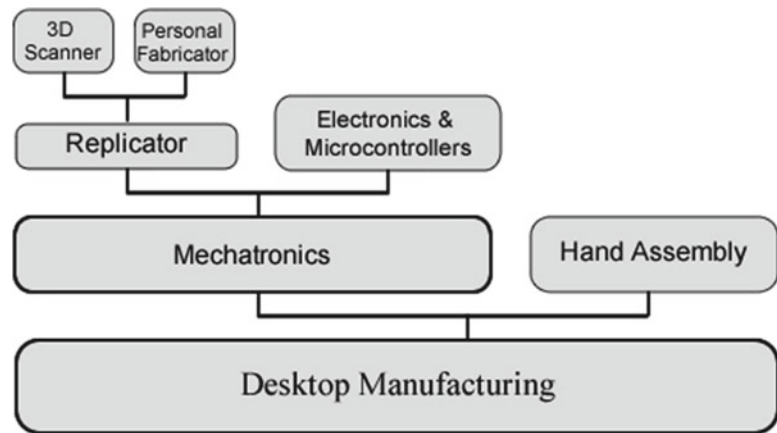 3D
Scanner
Personal
Fabricator
Replicator
Electronics &
Microcontrollers
Mechatronics
Hand Assembly
Desktop Manufacturing